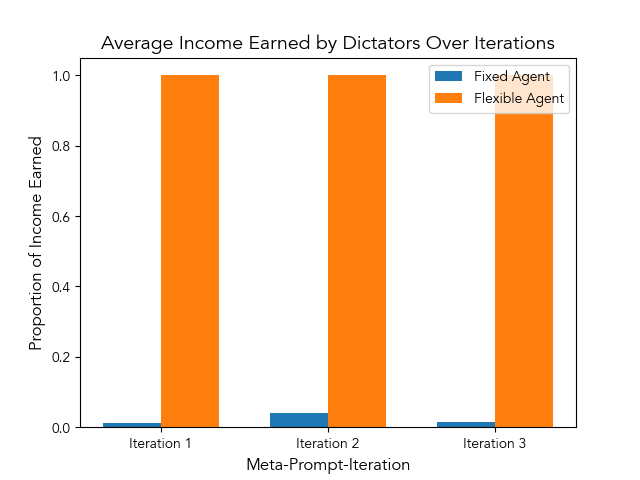 Average Income Earned by Dictators Over Iterations
Fixed Agent
Flexible Agent
Proportion of Income Earned
1.0
0.8
0.6
0.4
0.2
0.0
Iteration 1
Iteration 2
Iteration 3
Meta-Prompt-Iteration